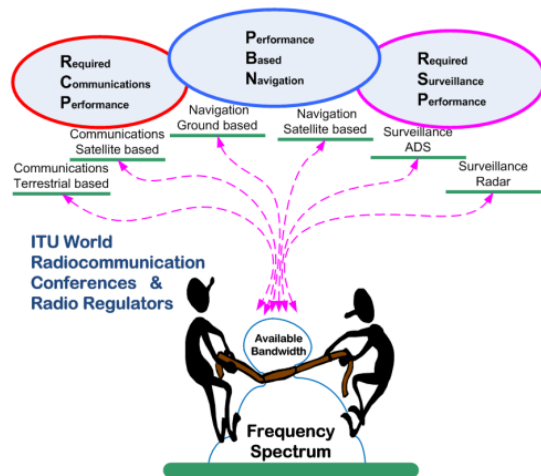 Required
Communications
Performance
Performance
Based
Navigation
Required
Surveillance
Performance
Communications
Terrestrial based
Communications
Satellite based
Navigation
Ground based
Navigation
Satellite based
Surveillance
ADS
Surveillance
Radar
ITU World
Radiocommunication
Conferences &
Radio Regulators
Available
Bandwidth
Frequency
Spectrum